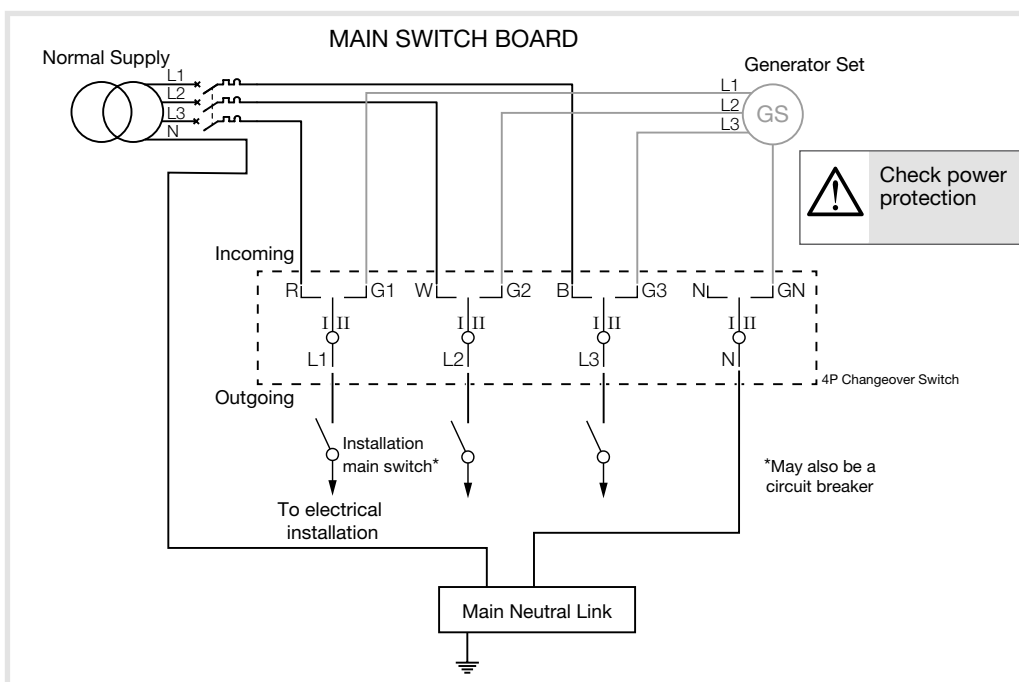 MAIN SWITCH BOARD
Normal Supply
L1
L2
L3
N
Generator Set
L1
L2
L3
GS
Check power
protection
Incoming
R G1 W G2 B G3 N GN
I II I II I II I II
L1 L2 L3 N
4P Changeover Switch
Outgoing
Installation
main switch*
*May also be a
circuit breaker
To electrical
installation
Main Neutral Link